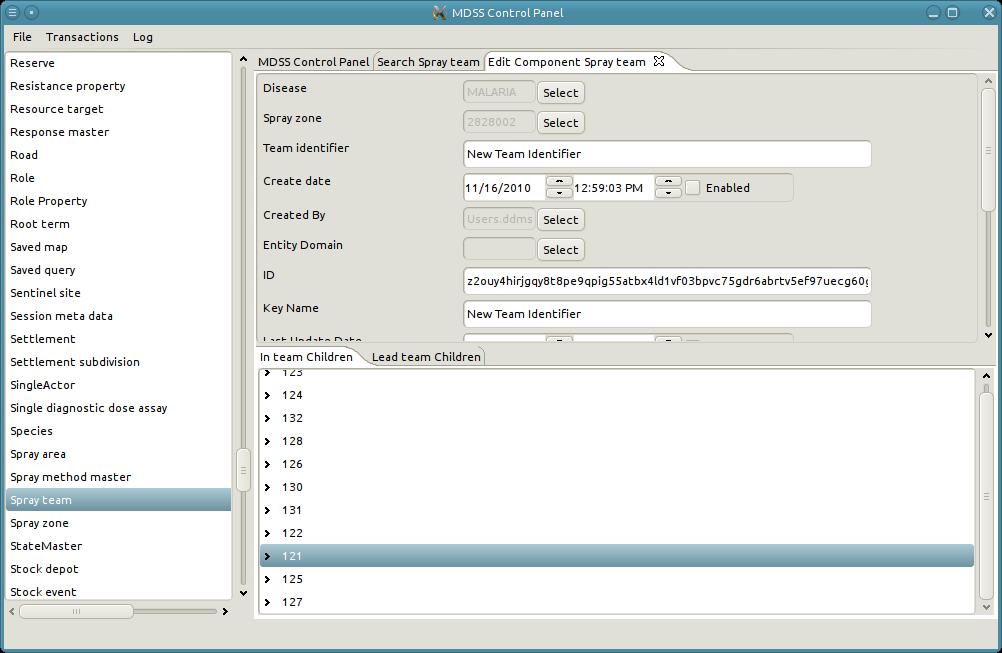 MDSS Control Panel
File Transactions Log
Reserve
Resistance property
Resource target
Response master
Road
Role
Role Property
Root term
Saved map
Saved query
Sentinel site
Session meta data
Settlement
Settlement subdivision
SingleActor
Single diagnostic dose assay
Species
Spray area
Spray method master
Spray team
Spray zone
StateMaster
Stock depot
Stock event
MDSS Control Panel Search Spray team Edit Component Spray team
Disease MALARIA Select
Spray zone 2828002 Select
Team identifier New Team Identifier
Create date 11/16/2010 12:59:03 PM Enabled
Created By Users.ddms Select
Entity Domain Select
ID z2ouy4hirjgqy8t8pe9qpig55atbx4ld1vf03bpvc75gdr6abrtv5ef97uecg60g
Key Name New Team Identifier
Last Update Date
In team Children Lead team Children
123
124
132
128
126
130
131
122
121
125
127